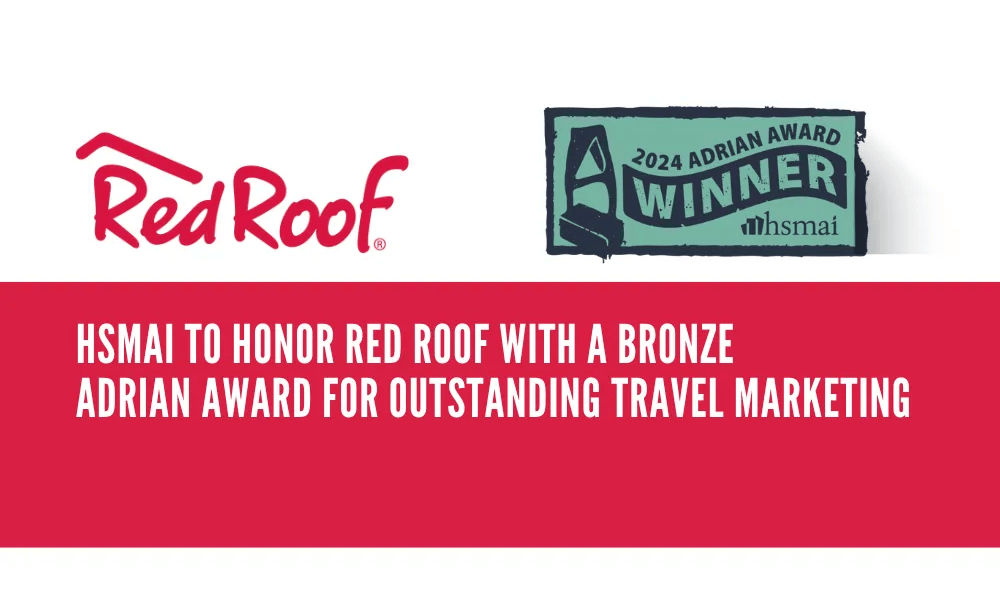 Red Roof®
2024 ADRIAN AWARD
WINNER
hsmai
HSMAI TO HONOR RED ROOF WITH A BRONZE
ADRIAN AWARD FOR OUTSTANDING TRAVEL MARKETING